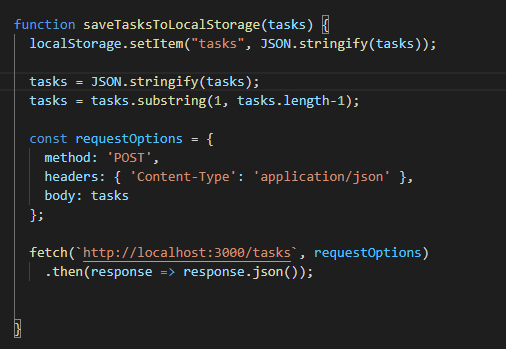 function saveTasksToLocalStorage(tasks) {
  localStorage.setItem("tasks", JSON.stringify(tasks));
  tasks = JSON.stringify(tasks);
  tasks = tasks.substring(1, tasks.length-1);
  const requestOptions = {
    method: 'POST',
    headers: { 'Content-Type': 'application/json' },
    body: tasks
  };
  fetch(`http://localhost:3000/tasks`, requestOptions)
    .then(response => response.json());
}